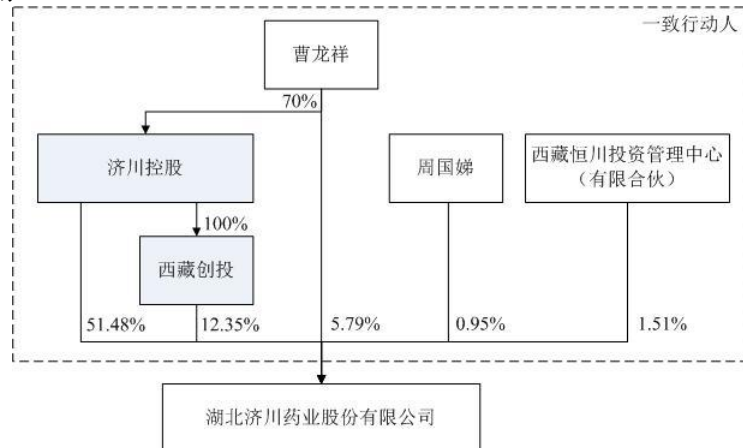 一致行动人
曹龙祥
70%
济川控股
周国娣
西藏恒川投资管理中心
（有限合伙）
100%
西藏创投
51.48%
12.35%
5.79%
0.95%
1.51%
湖北济川药业股份有限公司